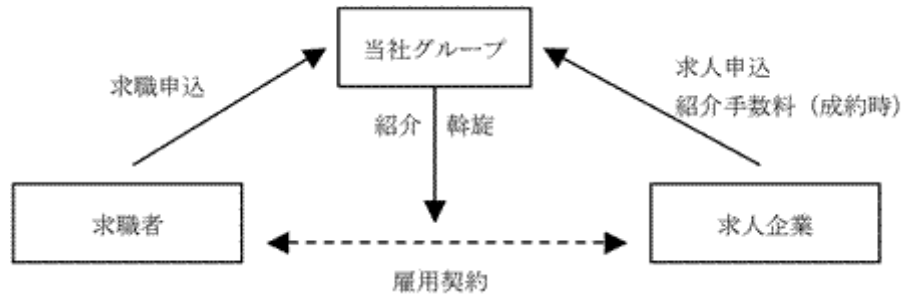 当社グループ
求職申込
求人申込
紹介手数料（成約時）
紹介 斡旋
求職者
求人企業
雇用契約